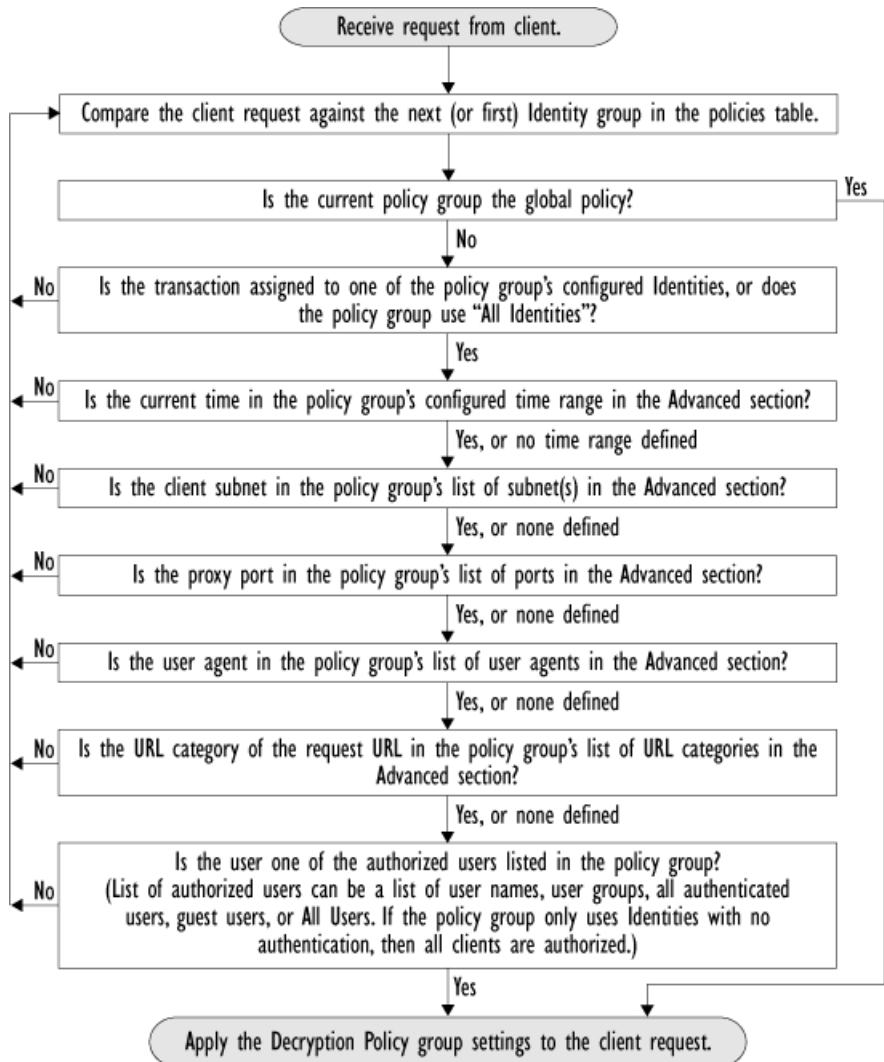 Receive request from client.
Compare the client request against the next (or first) Identity group in the policies table.
Yes
Is the current policy group the global policy?
No
No
Is the transaction assigned to one of the policy group's configured Identities, or does
the policy group use “All Identities”?
Yes
No
Is the current time in the policy group's configured time range in the Advanced section?
Yes, or no time range defined
No
Is the client subnet in the policy group's list of subnet(s) in the Advanced section?
Yes, or none defined
No
Is the proxy port in the policy group's list of ports in the Advanced section?
Yes, or none defined
No
Is the user agent in the policy group's list of user agents in the Advanced section?
Yes, or none defined
No
Is the URL category of the request URL in the policy group's list of URL categories in the
Advanced section?
Yes, or none defined
Is the user one of the authorized users listed in the policy group?
No
(List of authorized users can be a list of user names, user groups, all authenticated
users, guest users, or All Users. If the policy group only uses Identities with no
authentication, then all clients are authorized.)
Yes
Apply the Decryption Policy group settings to the client request.